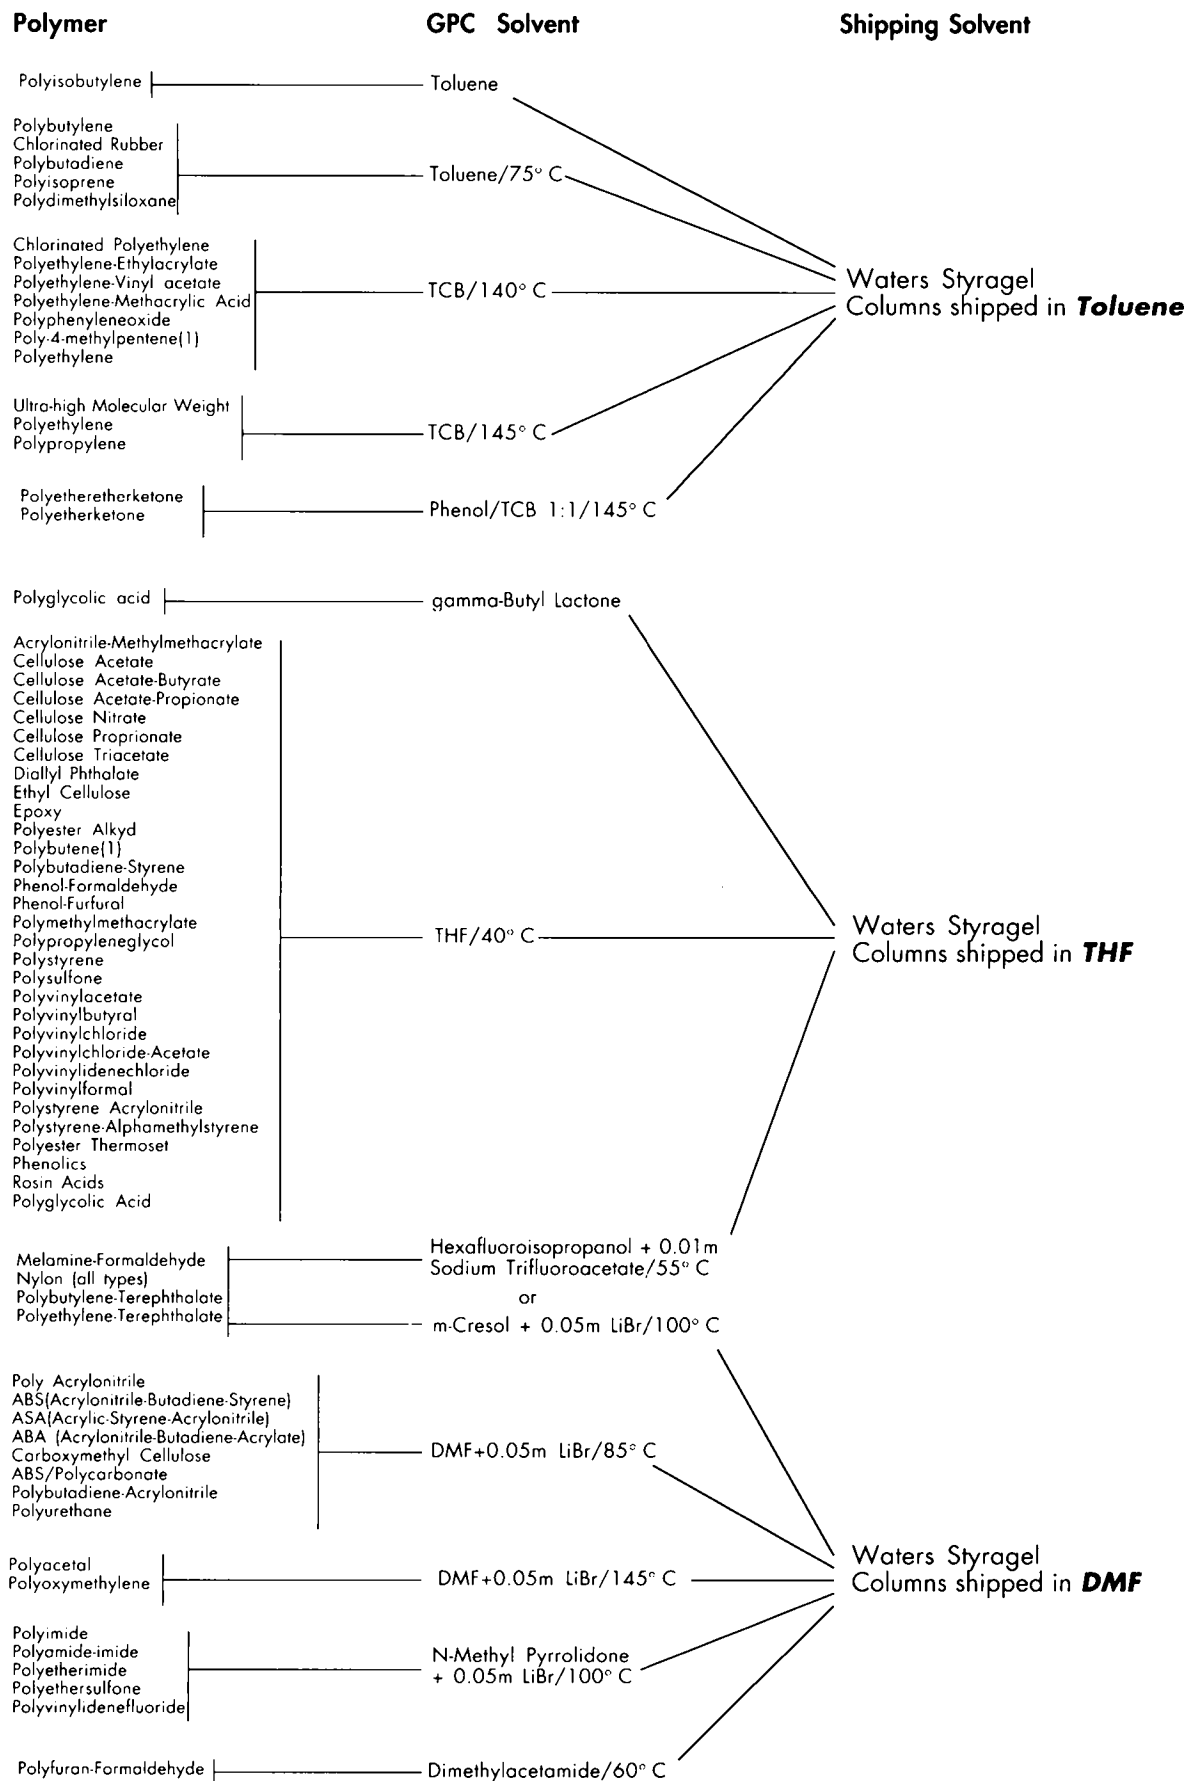 Polymer GPC Solvent Shipping Solvent
Polyisobutylene
Toluene
Polybutylene
Chlorinated Rubber
Polybutadiene
Polyisoprene
Polydimethylsiloxane
Toluene/75° C
Chlorinated Polyethylene
Polyethylene-Ethylacrylate
Polyethylene-Vinyl acetate
Polyethylene-Methacrylic Acid
Polyphenyleneoxide
Poly-4-methylpentene(1)
Polyethylene
TCB/140° C
Ultra-high Molecular Weight
Polyethylene
Polypropylene
TCB/145° C
Polyetheretherketone
Polyetherketone
Phenol/TCB 1:1/145° C
Waters Styragel
Columns shipped in Toluene
Polyglycolic acid
gamma-Butyl Lactone
Acrylonitrile-Methylmethacrylate
Cellulose Acetate
Cellulose Acetate-Butyrate
Cellulose Acetate-Propionate
Cellulose Nitrate
Cellulose Proprionate
Cellulose Triacetate
Diallyl Phthalate
Ethyl Cellulose
Epoxy
Polyester Alkyd
Polybutene(1)
Polybutadiene-Styrene
Phenol-Formaldehyde
Phenol-Furfural
Polymethylmethacrylate
Polypropyleneglycol
Polystyrene
Polysulfone
Polyvinylacetate
Polyvinylbutyral
Polyvinylchloride
Polyvinylchloride-Acetate
Polyvinylidenechloride
Polyvinylformal
Polystyrene Acrylonitrile
Polystyrene-Alphamethylstyrene
Polyester Thermoset
Phenolics
Rosin Acids
Polyglycolic Acid
THF/40° C
Waters Styragel
Columns shipped in THF
Melamine-Formaldehyde
Nylon (all types)
Polybutylene-Terephthalate
Polyethylene-Terephthalate
Hexafluoroisopropanol + 0.01m
Sodium Trifluoroacetate/55° C
or
m-Cresol + 0.05m LiBr/100° C
Poly Acrylonitrile
ABS(Acrylonitrile-Butadiene-Styrene)
ASA(Acrylic-Styrene-Acrylonitrile)
ABA (Acrylonitrile-Butadiene-Acrylate)
Carboxymethyl Cellulose
ABS/Polycarbonate
Polybutadiene-Acrylonitrile
Polyurethane
DMF+0.05m LiBr/85° C
Polyacetal
Polyoxymethylene
DMF+0.05m LiBr/145° C
Waters Styragel
Columns shipped in DMF
Polyimide
Polyamide-imide
Polyetherimide
Polyethersulfone
Polyvinylidenefluoride
N-Methyl Pyrrolidone
+ 0.05m LiBr/100° C
Polyfuran-Formaldehyde
Dimethylacetamide/60° C